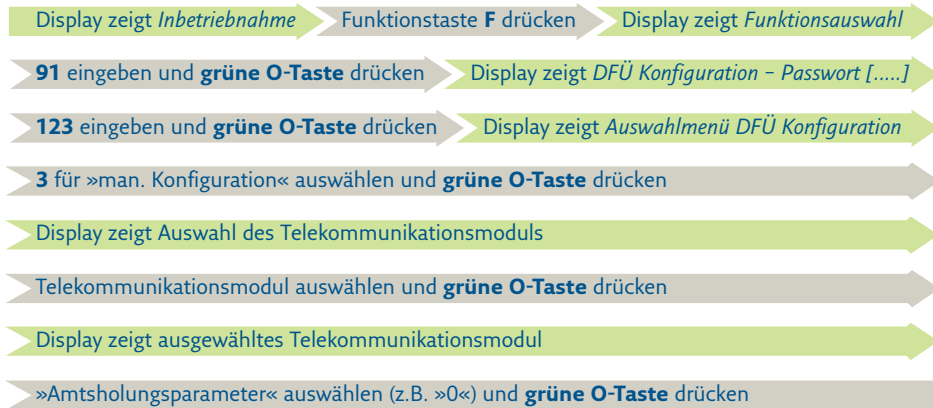 Display zeigt Inbetriebnahme Funktionstaste F drücken Display zeigt Funktionsauswahl
91 eingeben und grüne O-Taste drücken Display zeigt DFÜ Konfiguration – Passwort [.....]
123 eingeben und grüne O-Taste drücken Display zeigt Auswahlmenü DFÜ Konfiguration
3 für »man. Konfiguration« auswählen und grüne O-Taste drücken
Display zeigt Auswahl des Telekommunikationsmoduls
Telekommunikationsmodul auswählen und grüne O-Taste drücken
Display zeigt ausgewähltes Telekommunikationsmodul
»Amtsholungsparameter« auswählen (z.B. »0«) und grüne O-Taste drücken